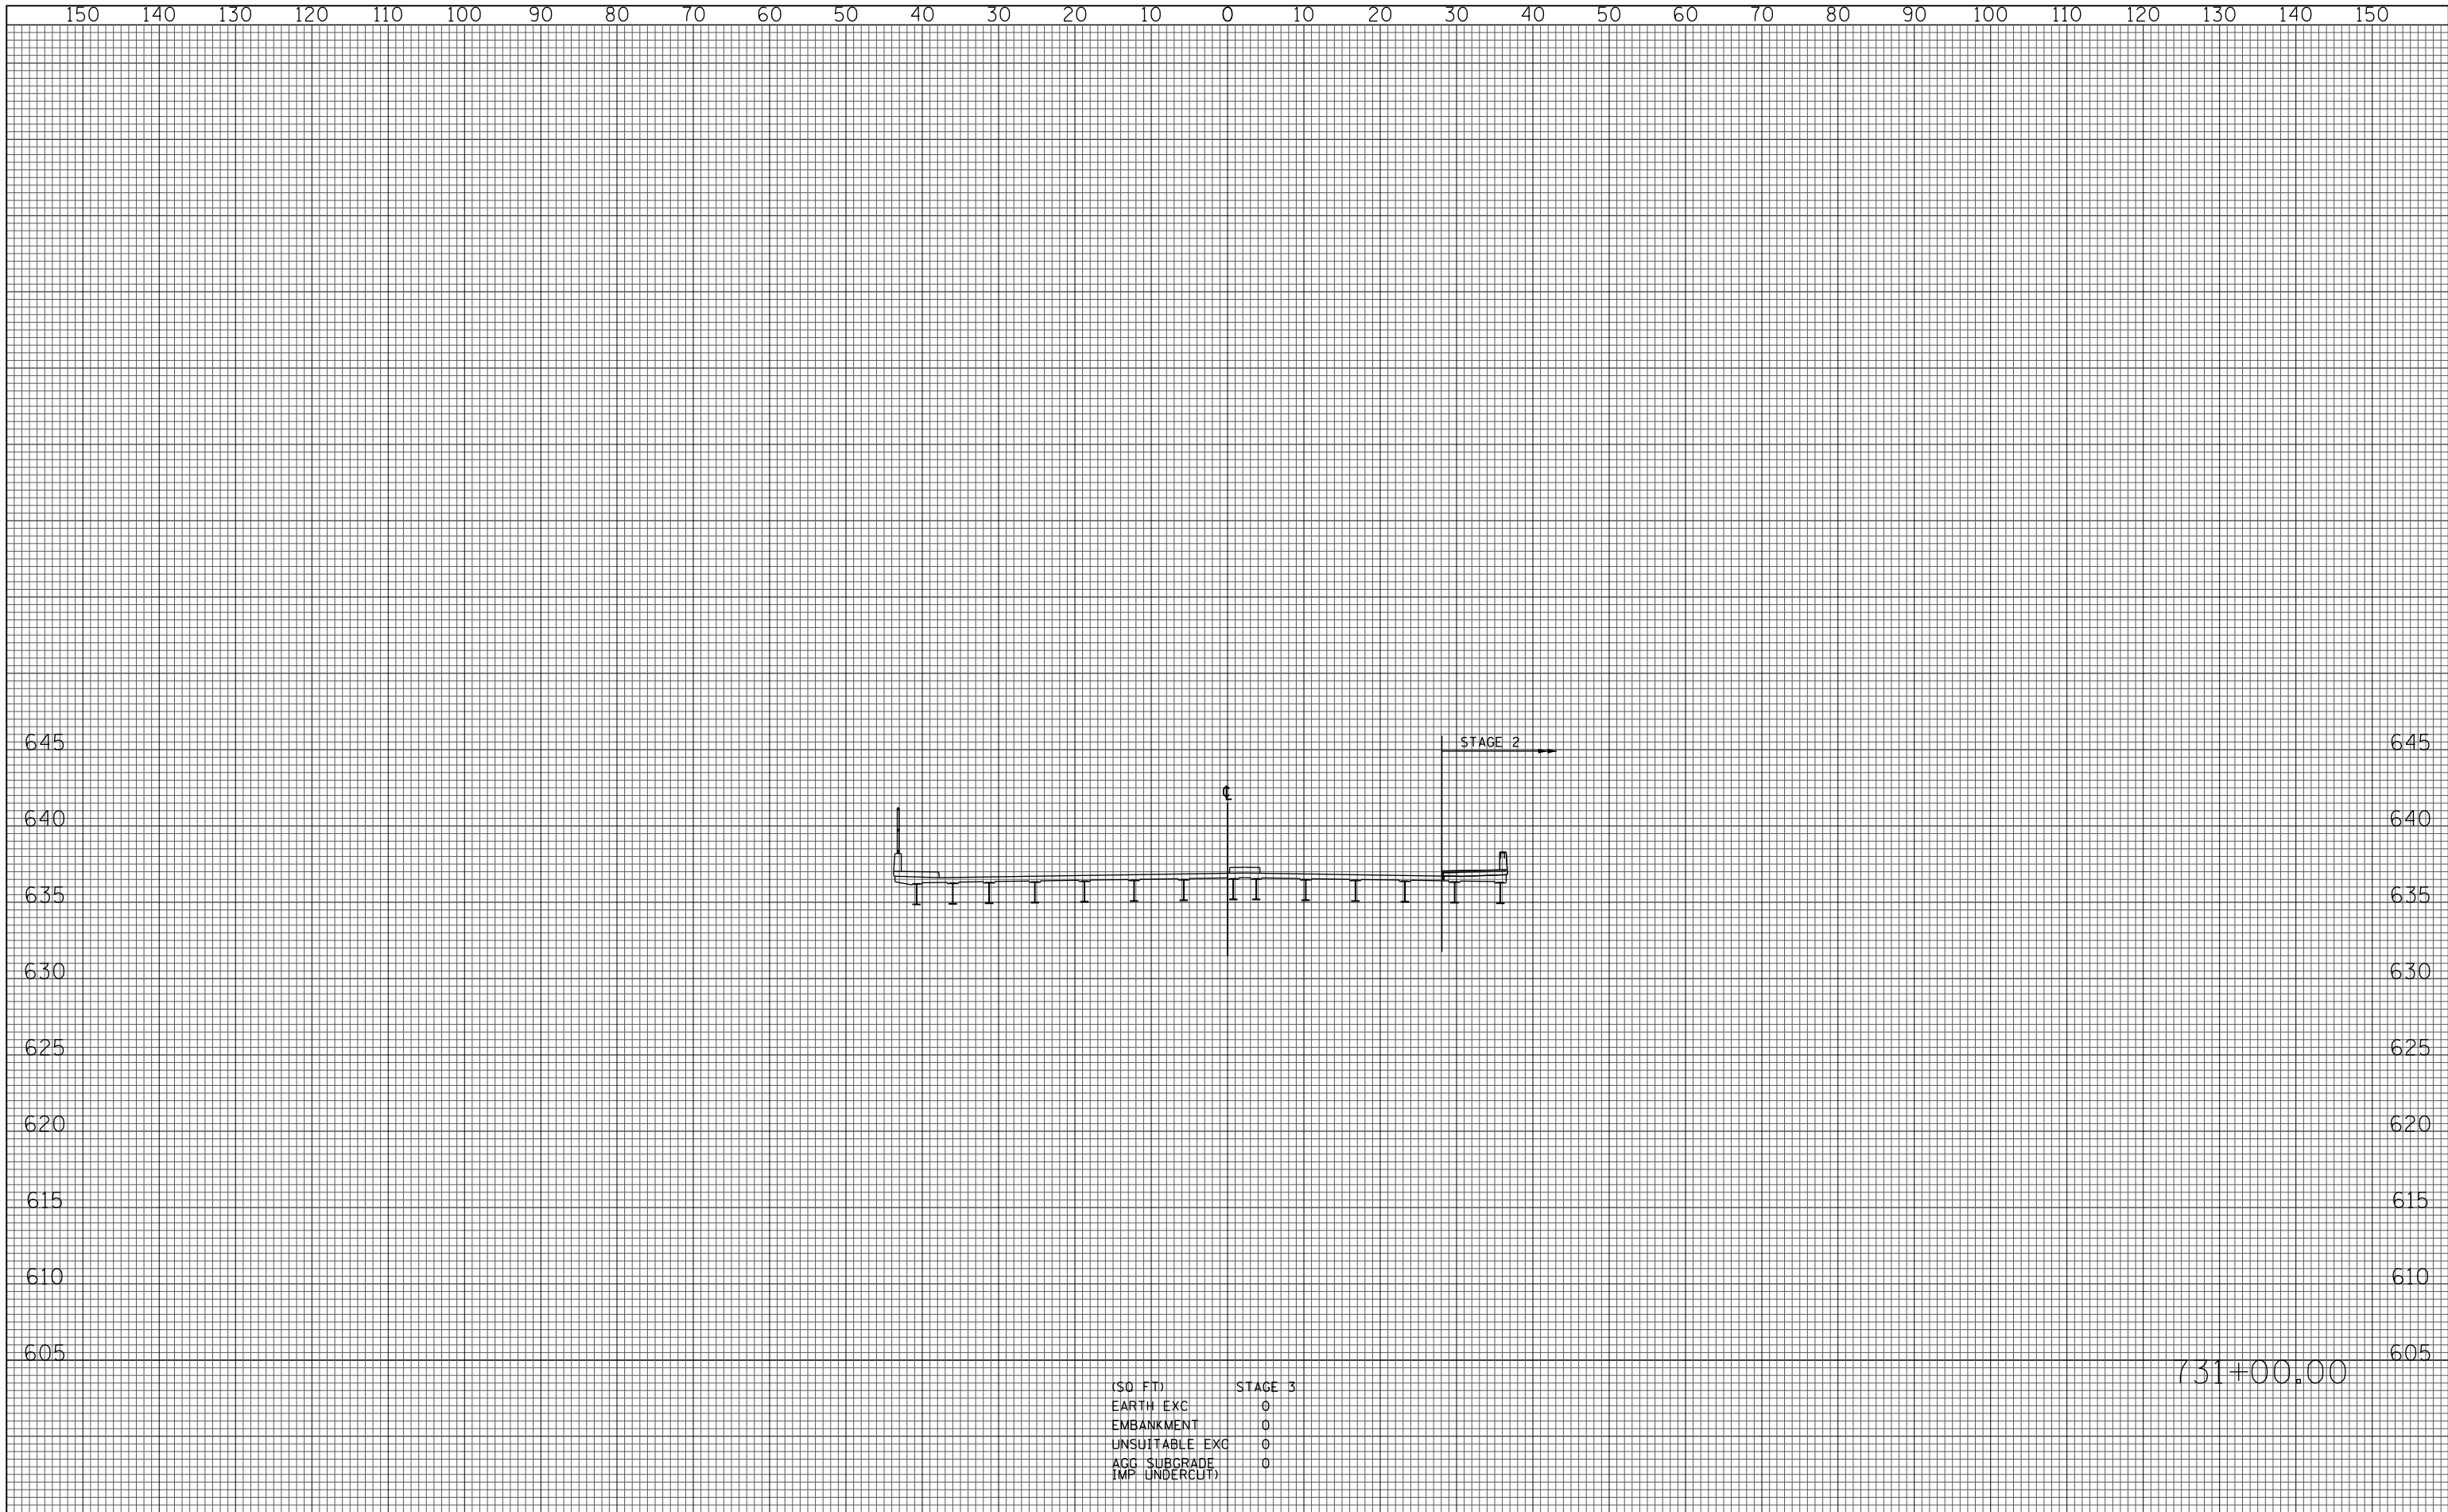 150 140 130 120 110 100 90 80 70 60 50 40 30 20 10 0 10 20 30 40 50 60 70 80 90 100 110 120 130 140 150
645 STAGE 2 645
℄
640 640
635 635
630 630
625 625
620 620
615 615
610 610
605 605
731+00.00
(SQ FT) STAGE 3
EARTH EXC 0
EMBANKMENT 0
UNSUITABLE EXC 0
AGG SUBGRADE 0
IMP UNDERCUT)